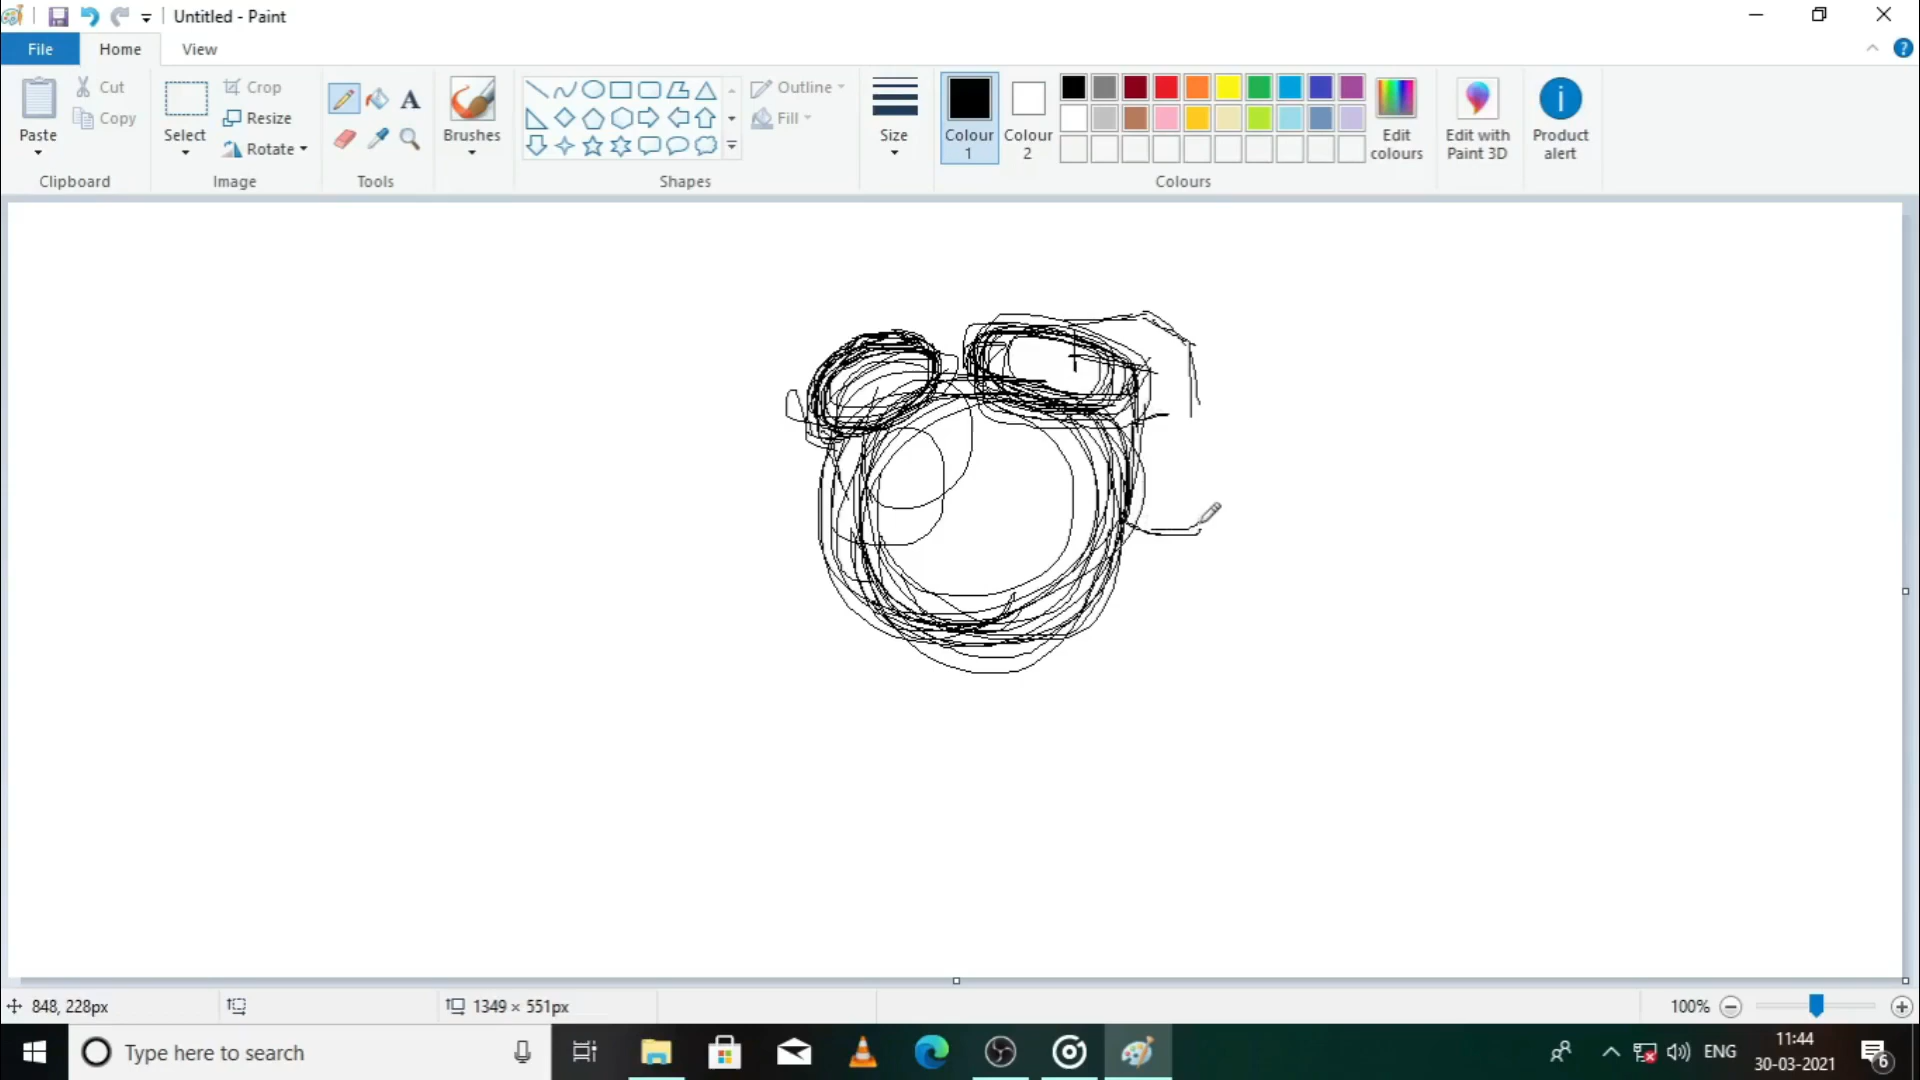 Untitled - Paint
File Home View
Paste
Cut
Copy
Clipboard
Select
Crop
Resize
Rotate
Image
Tools
Brushes
Shapes
Outline
Fill
Size
Colour 1
Colour 2
Edit colours
Colours
Edit with Paint 3D
Product alert
848, 228px
1349 × 551px
100%
Type here to search
ENG
11:44
30-03-2021
6